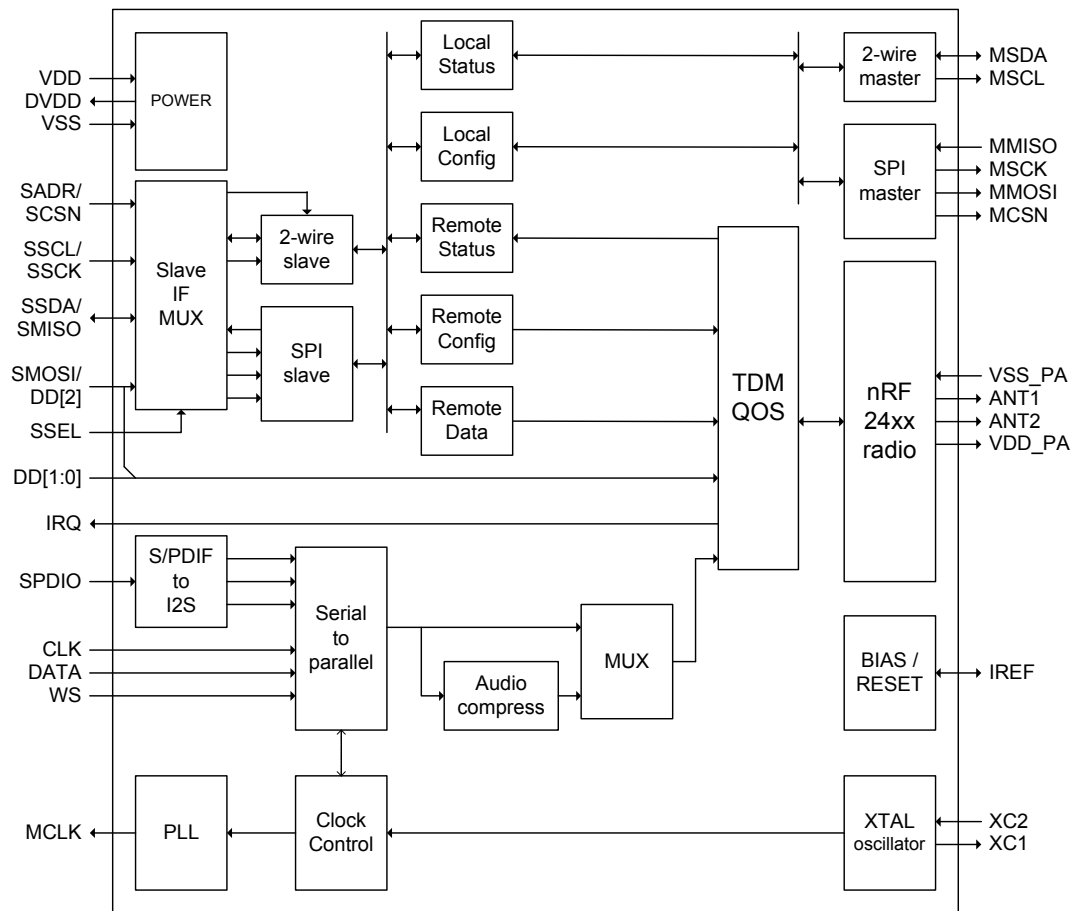 VDD
DVDD
VSS
POWER
Local
Status
2-wire
master
MSDA
MSCL
Local
Config
SPI
master
MMISO
MSCK
MMOSI
MCSN
SADR/
SCSN
SSCL/
SSCK
SSDA/
SMISO
SMOSI/
DD[2]
SSEL
DD[1:0]
IRQ
Slave
IF
MUX
2-wire
slave
SPI
slave
Remote
Status
Remote
Config
Remote
Data
TDM
QOS
nRF
24xx
radio
VSS_PA
ANT1
ANT2
VDD_PA
SPDIO
S/PDIF
to
I2S
CLK
DATA
WS
Serial
to
parallel
Audio
compress
MUX
BIAS /
RESET
IREF
MCLK
PLL
Clock
Control
XTAL
oscillator
XC2
XC1